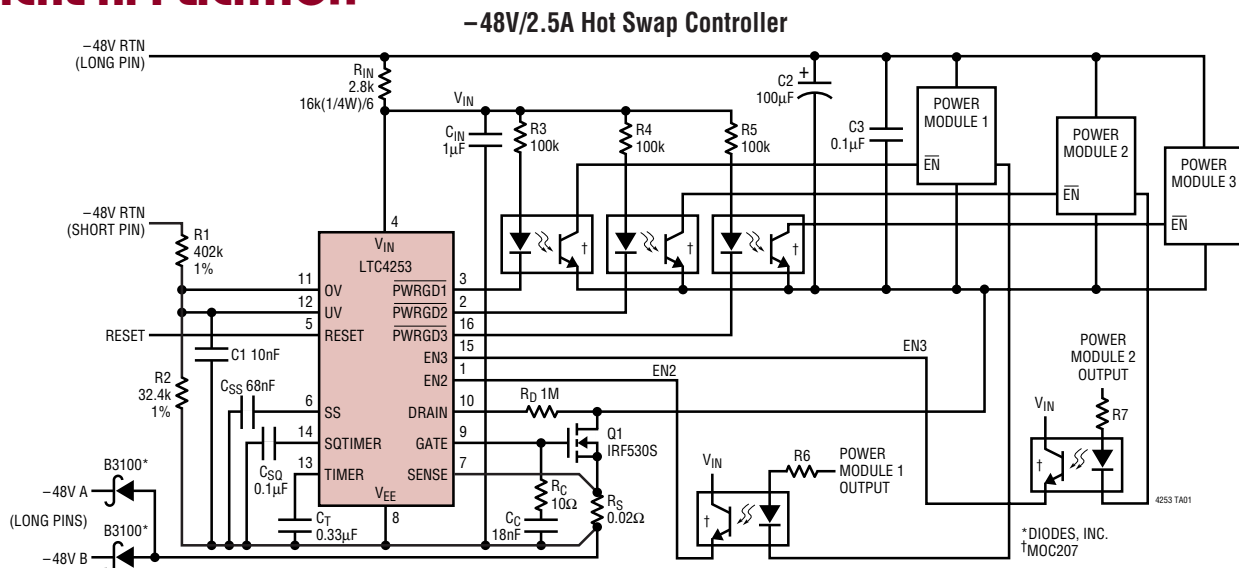 −48V/2.5A Hot Swap Controller
−48V RTN
(LONG PIN)
RIN
2.8k
16k(1/4W)/6
VIN
CIN
1µF
R3
100k
R4
100k
R5
100k
C2
100µF
+
C3
0.1µF
POWER
MODULE 1
EN
POWER
MODULE 2
EN
POWER
MODULE 3
EN
−48V RTN
(SHORT PIN)
R1
402k
1%
4
VIN
LTC4253
11
OV
12
UV
5
RESET
RESET
PWRGD1
3
PWRGD2
2
PWRGD3
16
EN3
15
EN2
1
DRAIN
10
GATE
9
SENSE
7
6
SS
14
SQTIMER
13
TIMER
VEE
8
†
†
†
C1 10nF
R2
32.4k
1%
CSS 68nF
CSQ
0.1µF
CT
0.33µF
RD 1M
Q1
IRF530S
RC
10Ω
CC
18nF
RS
0.02Ω
EN3
EN2
VIN
†
R6
POWER
MODULE 1
OUTPUT
POWER
MODULE 2
OUTPUT
VIN
†
R7
B3100*
−48V A
(LONG PINS)
B3100*
−48V B
4253 TA01
*DIODES, INC.
†MOC207